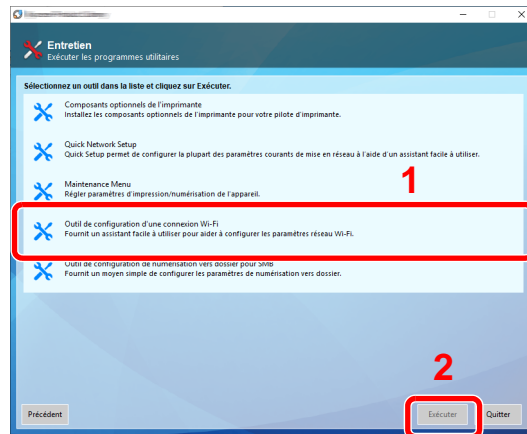 Entretien
Exécuter les programmes utilitaires
Sélectionnez un outil dans la liste et cliquez sur Exécuter.
Composants optionnels de l'imprimante
Installez les composants optionnels de l'imprimante pour votre pilote d'imprimante.
Quick Network Setup
Quick Setup permet de configurer la plupart des paramètres courants de mise en réseau à l'aide d'un assistant facile à utiliser.
1
Maintenance Menu
Régler paramètres d'impression/numérisation de l'appareil.
Outil de configuration d'une connexion Wi-Fi
Fournit un assistant facile à utiliser pour aider à configurer les paramètres réseau Wi-Fi.
Outil de configuration de numérisation vers dossier pour SMB
Fournit un moyen simple de configurer les paramètres de numérisation vers dossier.
2
Précédent
Exécuter
Quitter